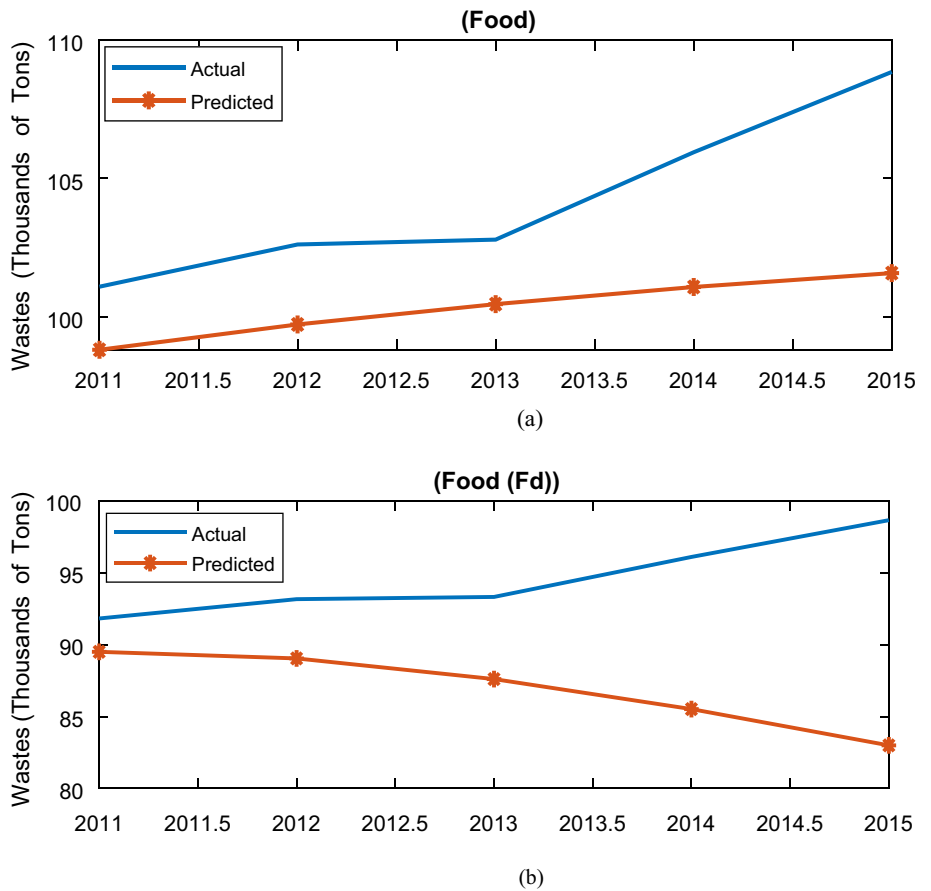 (Food)
110
105
100
Wastes (Thousands of Tons)
Actual
Predicted
2011 2011.5 2012 2012.5 2013 2013.5 2014 2014.5 2015
(a)
(Food (Fd))
100
95
90
85
80
Wastes (Thousands of Tons)
Actual
Predicted
2011 2011.5 2012 2012.5 2013 2013.5 2014 2014.5 2015
(b)